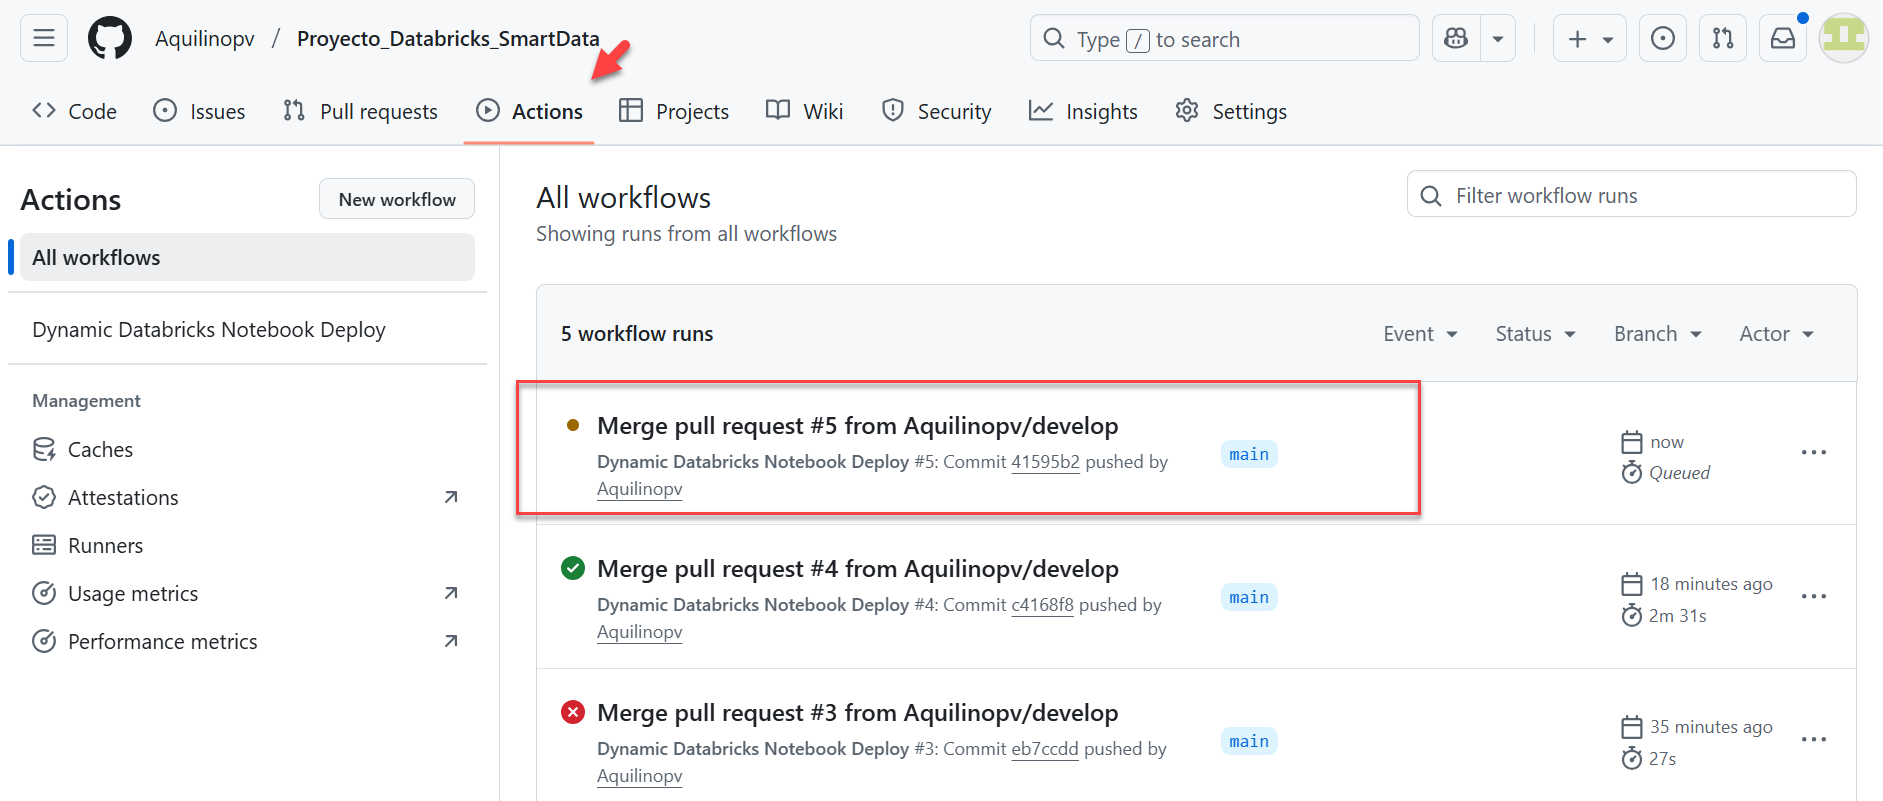 Aquilinopv / Proyecto_Databricks_SmartData
Type / to search
Code
Issues
Pull requests
Actions
Projects
Wiki
Security
Insights
Settings
Actions
New workflow
All workflows
Dynamic Databricks Notebook Deploy
Management
Caches
Attestations
Runners
Usage metrics
Performance metrics
All workflows
Showing runs from all workflows
Filter workflow runs
5 workflow runs
Event
Status
Branch
Actor
Merge pull request #5 from Aquilinopv/develop
Dynamic Databricks Notebook Deploy #5: Commit 41595b2 pushed by
Aquilinopv
main
now
Queued
Merge pull request #4 from Aquilinopv/develop
Dynamic Databricks Notebook Deploy #4: Commit c4168f8 pushed by
Aquilinopv
main
18 minutes ago
2m 31s
Merge pull request #3 from Aquilinopv/develop
Dynamic Databricks Notebook Deploy #3: Commit eb7ccdd pushed by
Aquilinopv
main
35 minutes ago
27s